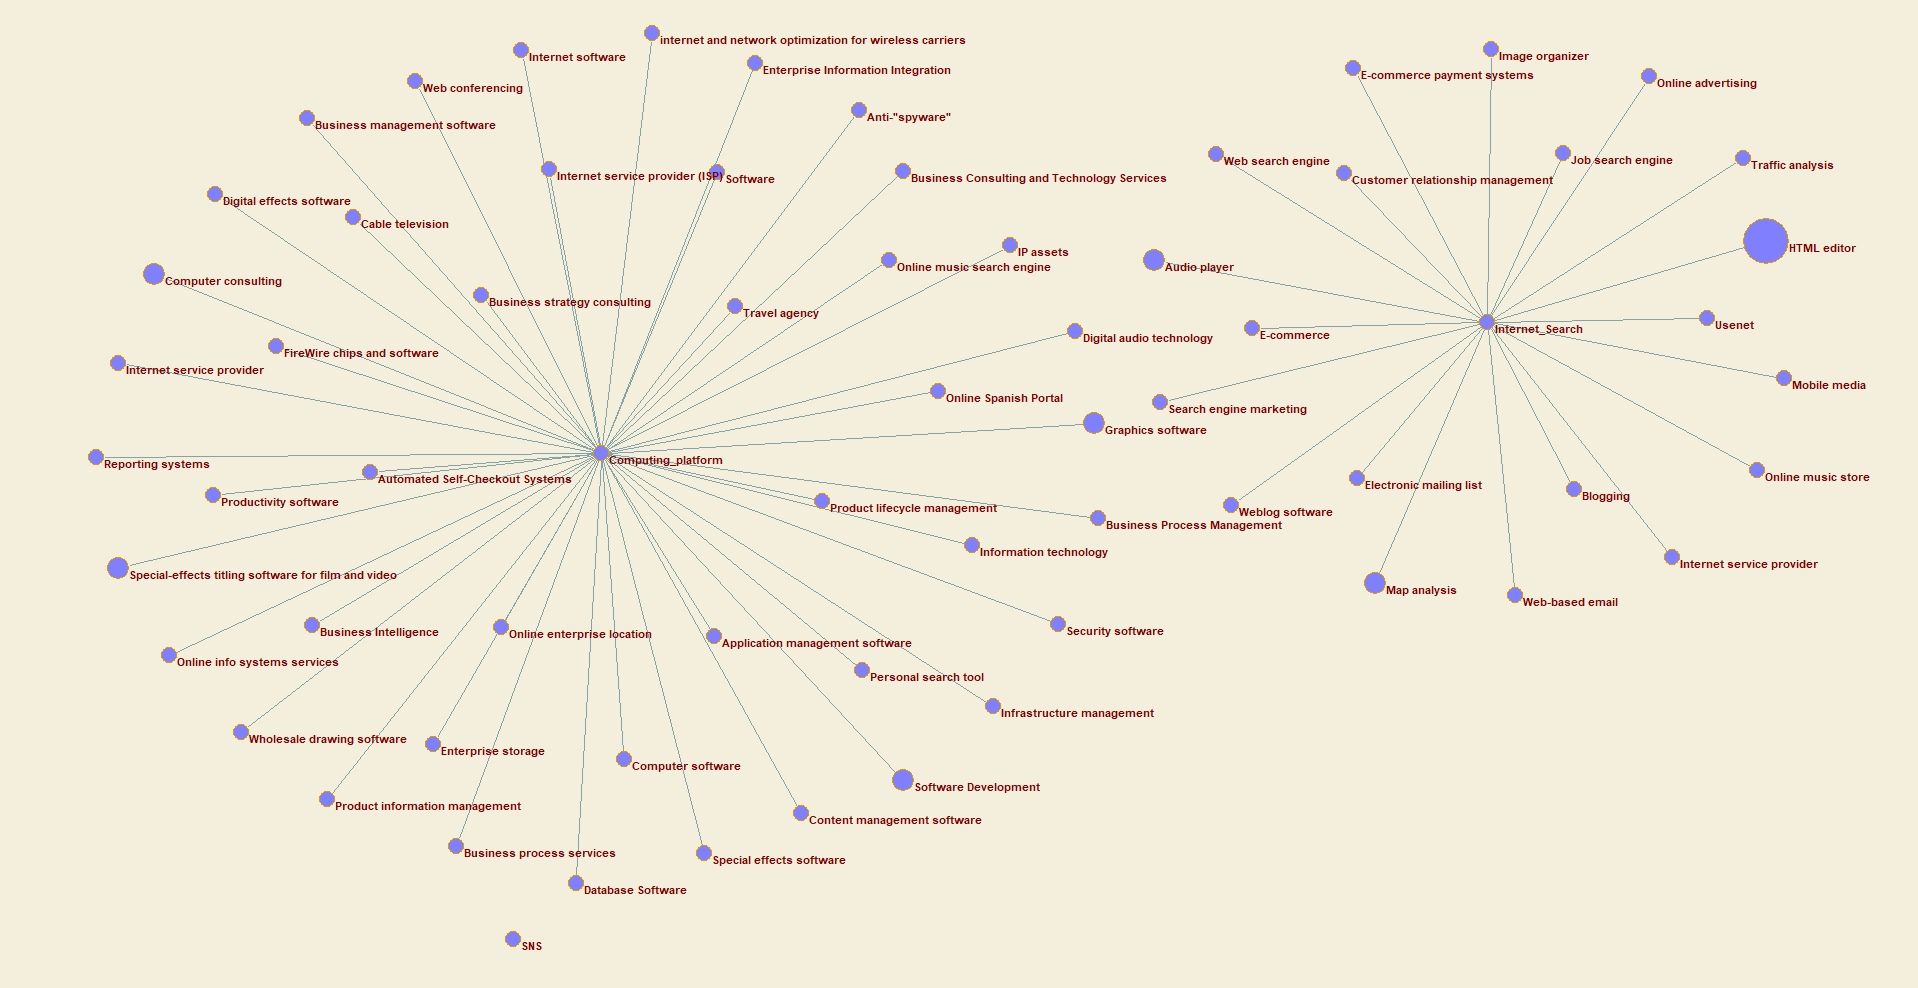 internet and network optimization for wireless carriers
Internet software
Enterprise Information Integration
Web conferencing
Anti-"spyware"
Business management software
Internet service provider (ISP)
Software
Business Consulting and Technology Services
Digital effects software
Cable television
IP assets
Online music search engine
Computer consulting
Business strategy consulting
Travel agency
Digital audio technology
FireWire chips and software
Internet service provider
Online Spanish Portal
Graphics software
Computing_platform
Reporting systems
Automated Self-Checkout Systems
Productivity software
Product lifecycle management
Business Process Management
Information technology
Special-effects titling software for film and video
Business Intelligence
Online enterprise location
Application management software
Security software
Online info systems services
Personal search tool
Infrastructure management
Wholesale drawing software
Enterprise storage
Computer software
Software Development
Product information management
Content management software
Business process services
Special effects software
Database Software
SNS
Image organizer
E-commerce payment systems
Online advertising
Web search engine
Job search engine
Traffic analysis
Customer relationship management
HTML editor
Audio player
Usenet
Internet_Search
E-commerce
Mobile media
Search engine marketing
Online music store
Electronic mailing list
Blogging
Weblog software
Internet service provider
Map analysis
Web-based email